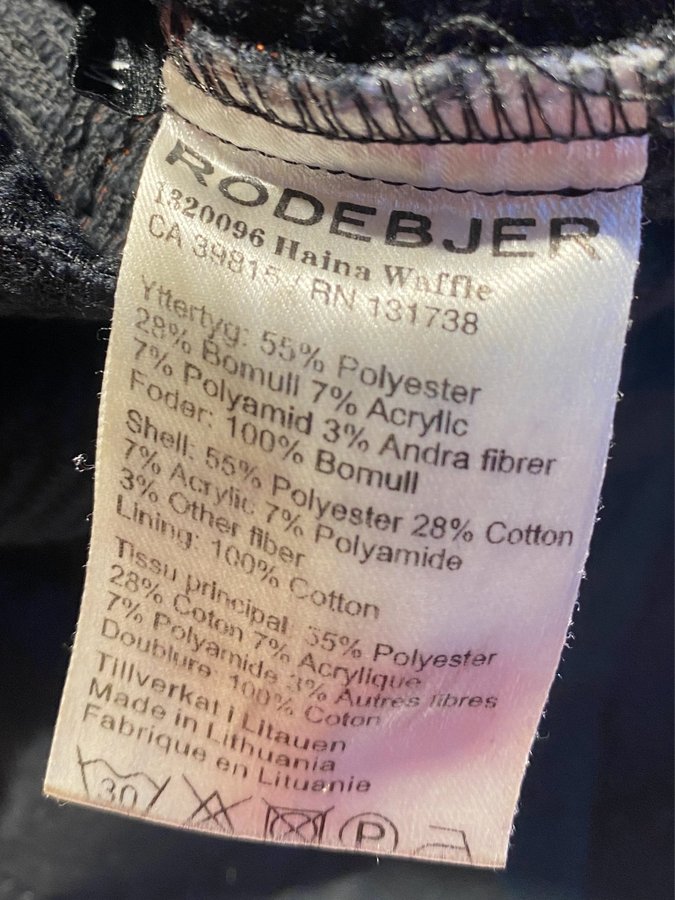 RODEBJER
1320096 Haina Waffle
CA 39815 / RN 131738
Yttertyg: 55% Polyester
28% Bomull 7% Acrylic
7% Polyamid 3% Andra fibrer
Foder: 100% Bomull
Shell: 55% Polyester 28% Cotton
7% Acrylic 7% Polyamide
3% Other fiber
Lining: 100% Cotton
Tissu principal: 55% Polyester
28% Coton 7% Acrylique
7% Polyamide 3% Autres fibres
Doublure: 100% Coton
Tillverkat i Litauen
Made in Lithuania
Fabrique en Lituanie
30 P